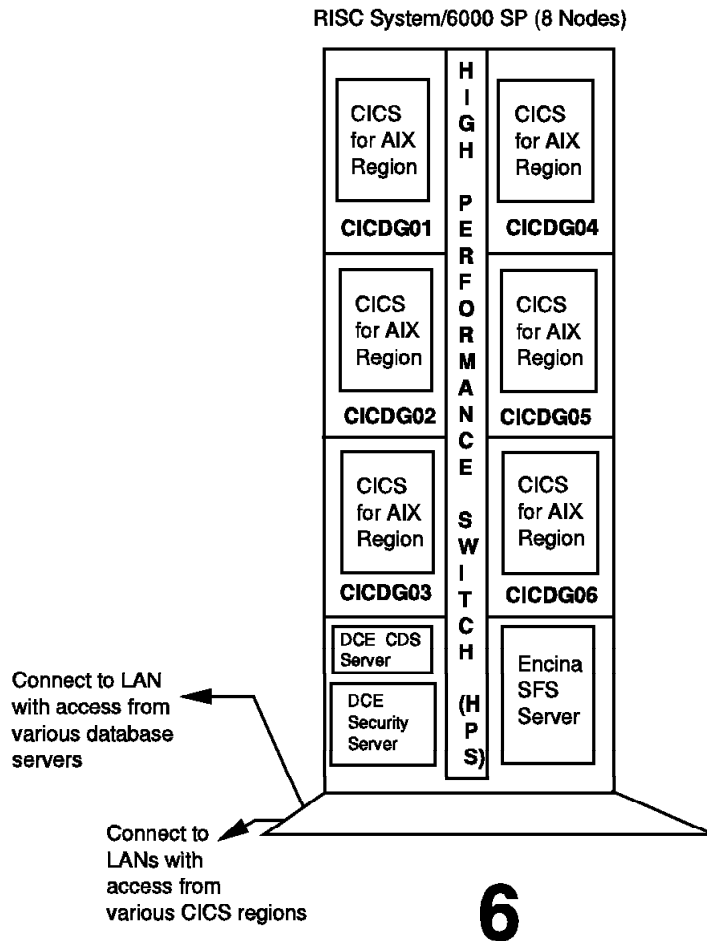 RISC System/6000 SP (8 Nodes)
HIGH PERFORMANCE SWITCH (HPS)
CICS
for AIX
Region
CICDG01
CICS
for AIX
Region
CICDG04
CICS
for AIX
Region
CICDG02
CICS
for AIX
Region
CICDG05
CICS
for AIX
Region
CICDG03
CICS
for AIX
Region
CICDG06
DCE CDS
Server
DCE
Security
Server
Encina
SFS
Server
Connect to LAN
with access from
various database
servers
Connect to
LANs with
access from
various CICS regions
6